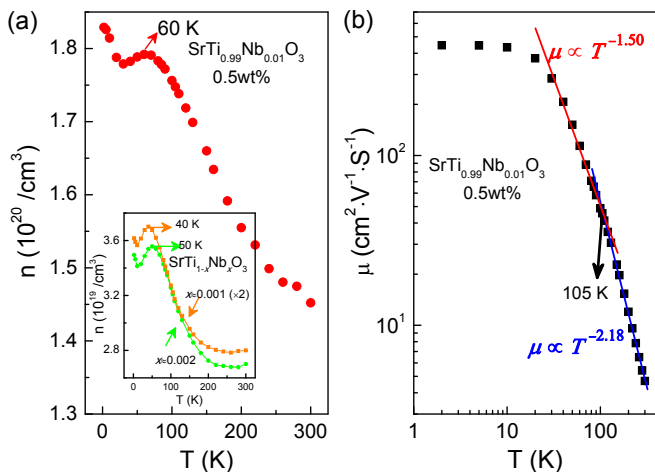 (a)
60 K
SrTi0.99Nb0.01O3
0.5wt%
n (10^20 /cm^3)
1.8
1.7
1.6
1.5
1.4
1.3
0
100
200
300
T (K)
40 K
50 K
SrTi1-xNbxO3
x≈0.001 (×2)
x≈0.002
n (10^19 /cm^3)
3.6
3.2
2.8
0
100
200
300
T (K)
(b)
μ ∝ T^-1.50
SrTi0.99Nb0.01O3
0.5wt%
105 K
μ ∝ T^-2.18
μ (cm^2·V^-1·S^-1)
10^2
10^1
1
10
100
T (K)